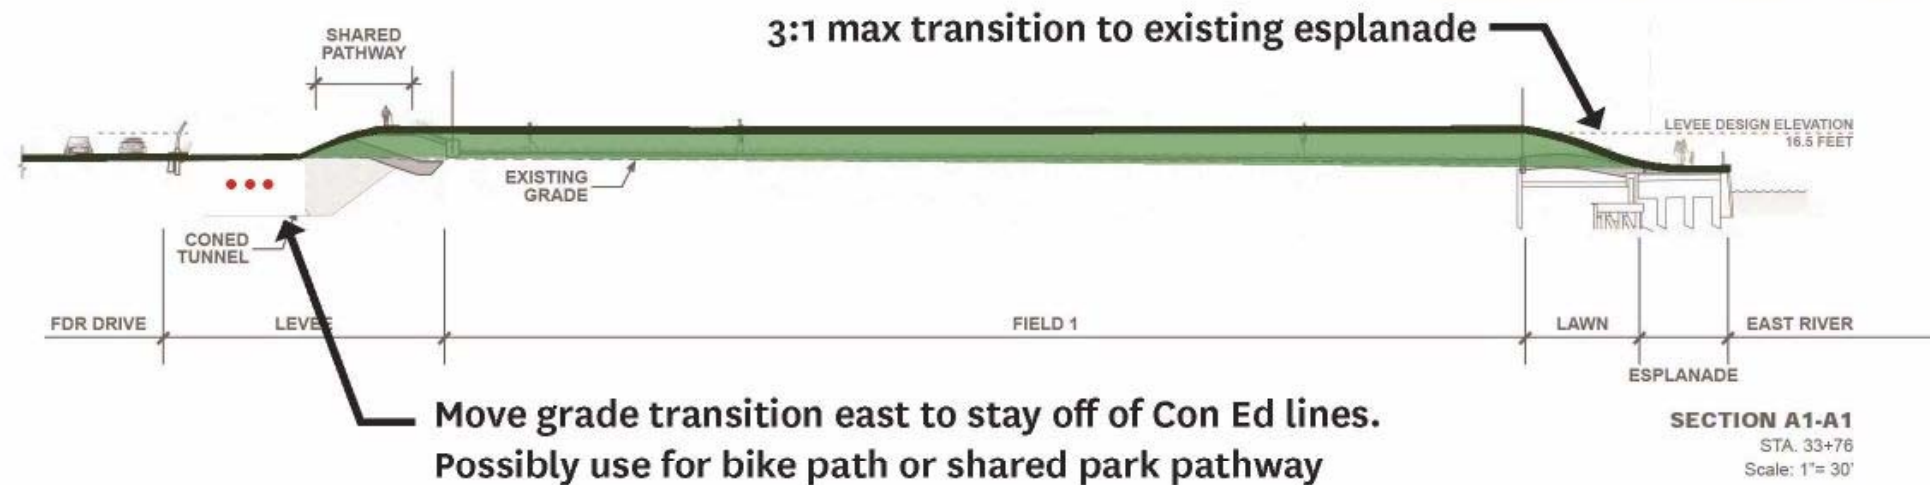 3:1 max transition to existing esplanade
SHARED
PATHWAY
LEVEE DESIGN ELEVATION
16.5 FEET
EXISTING
GRADE
CONED
TUNNEL
FDR DRIVE
LEVEE
FIELD 1
LAWN
EAST RIVER
ESPLANADE
Move grade transition east to stay off of Con Ed lines.
Possibly use for bike path or shared park pathway
SECTION A1-A1
STA. 33+76
Scale: 1"= 30'